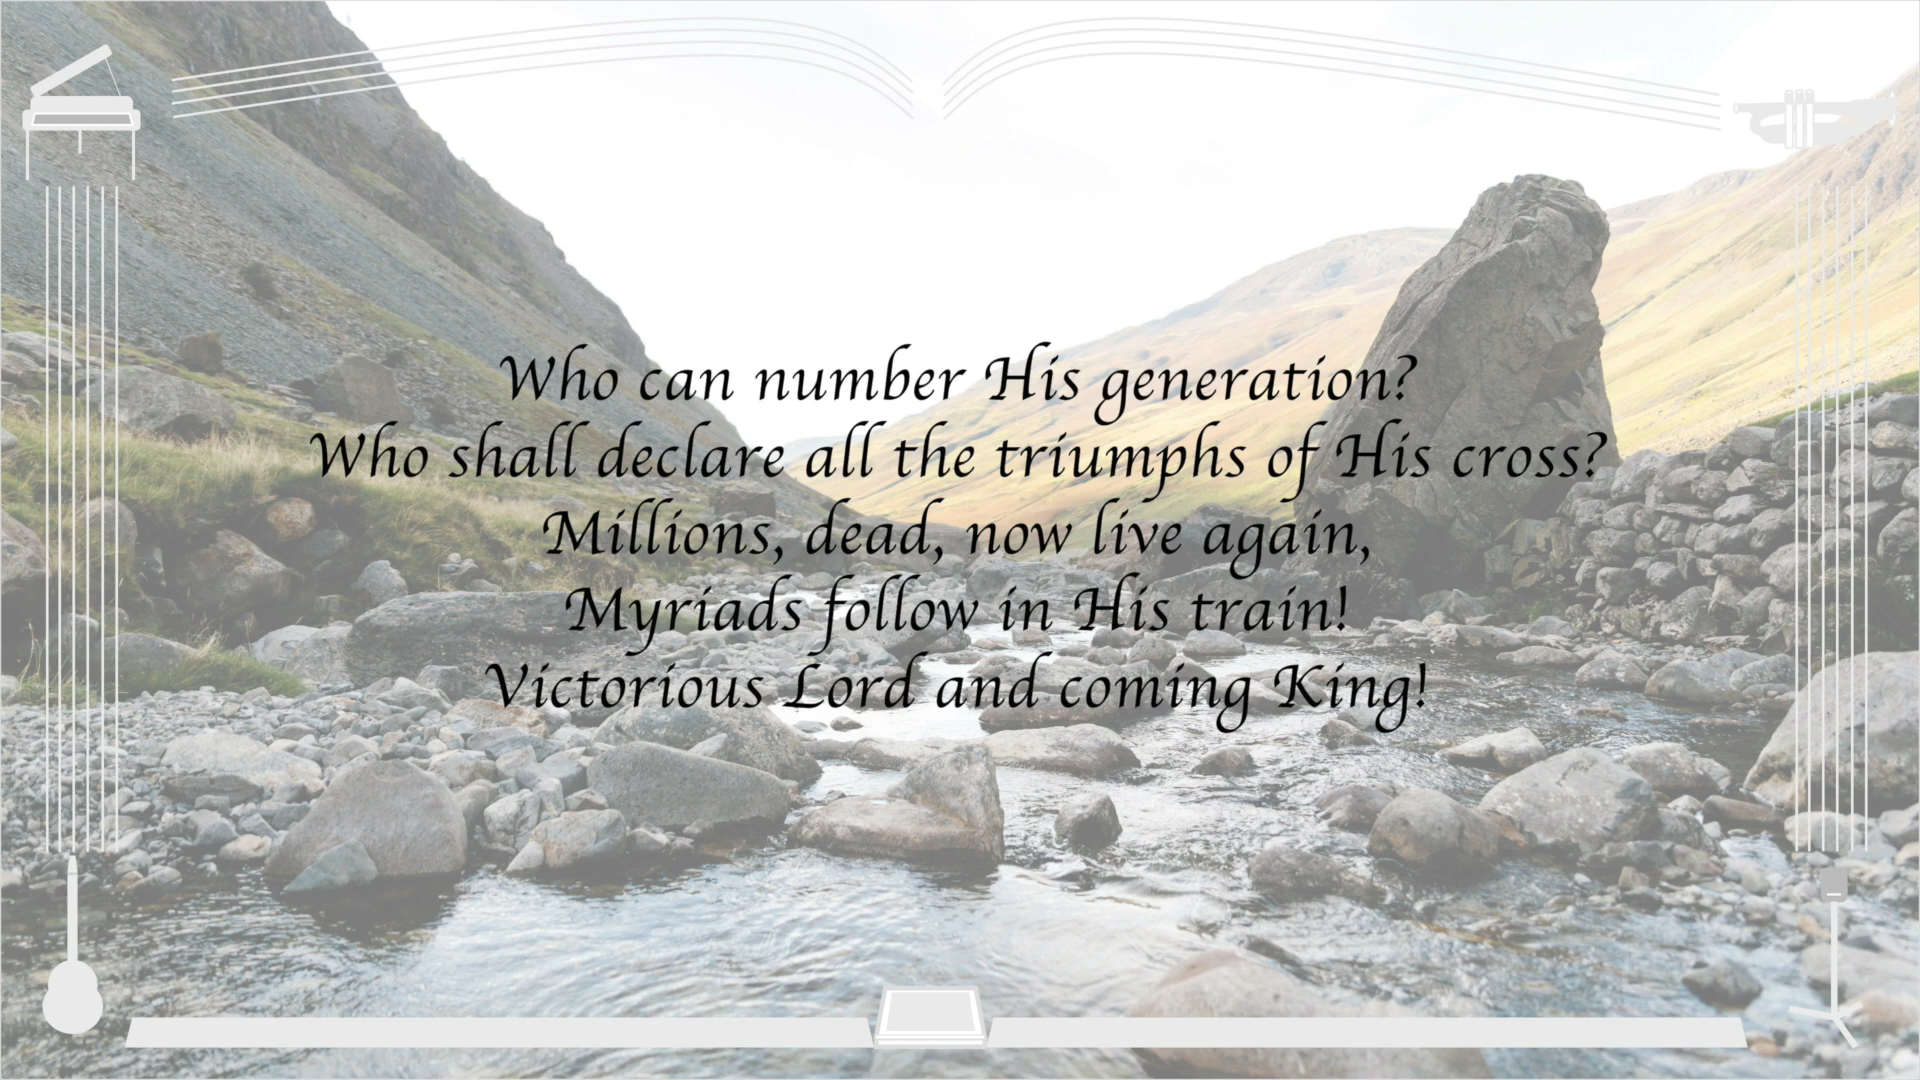 Who can number His generation?
Who shall declare all the triumphs of His cross?
Millions, dead, now live again,
Myriads follow in His train!
Victorious Lord and coming King!